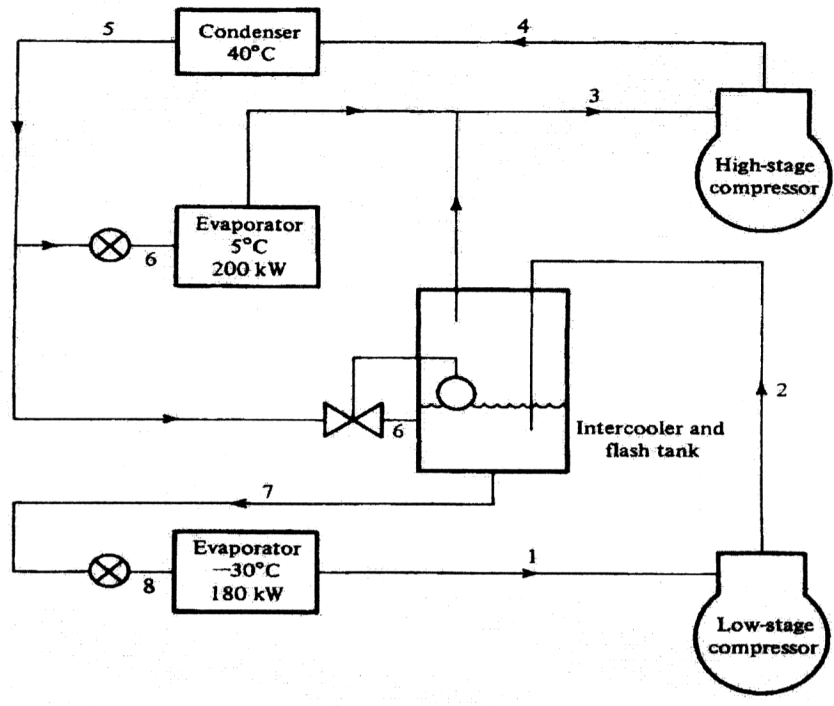 5
Condenser
40°C
4
3
High-stage
compressor
Evaporator
5°C
200 kW
6
6
2
Intercooler and
flash tank
7
Evaporator
—30°C
180 kW
8
1
Low-stage
compressor